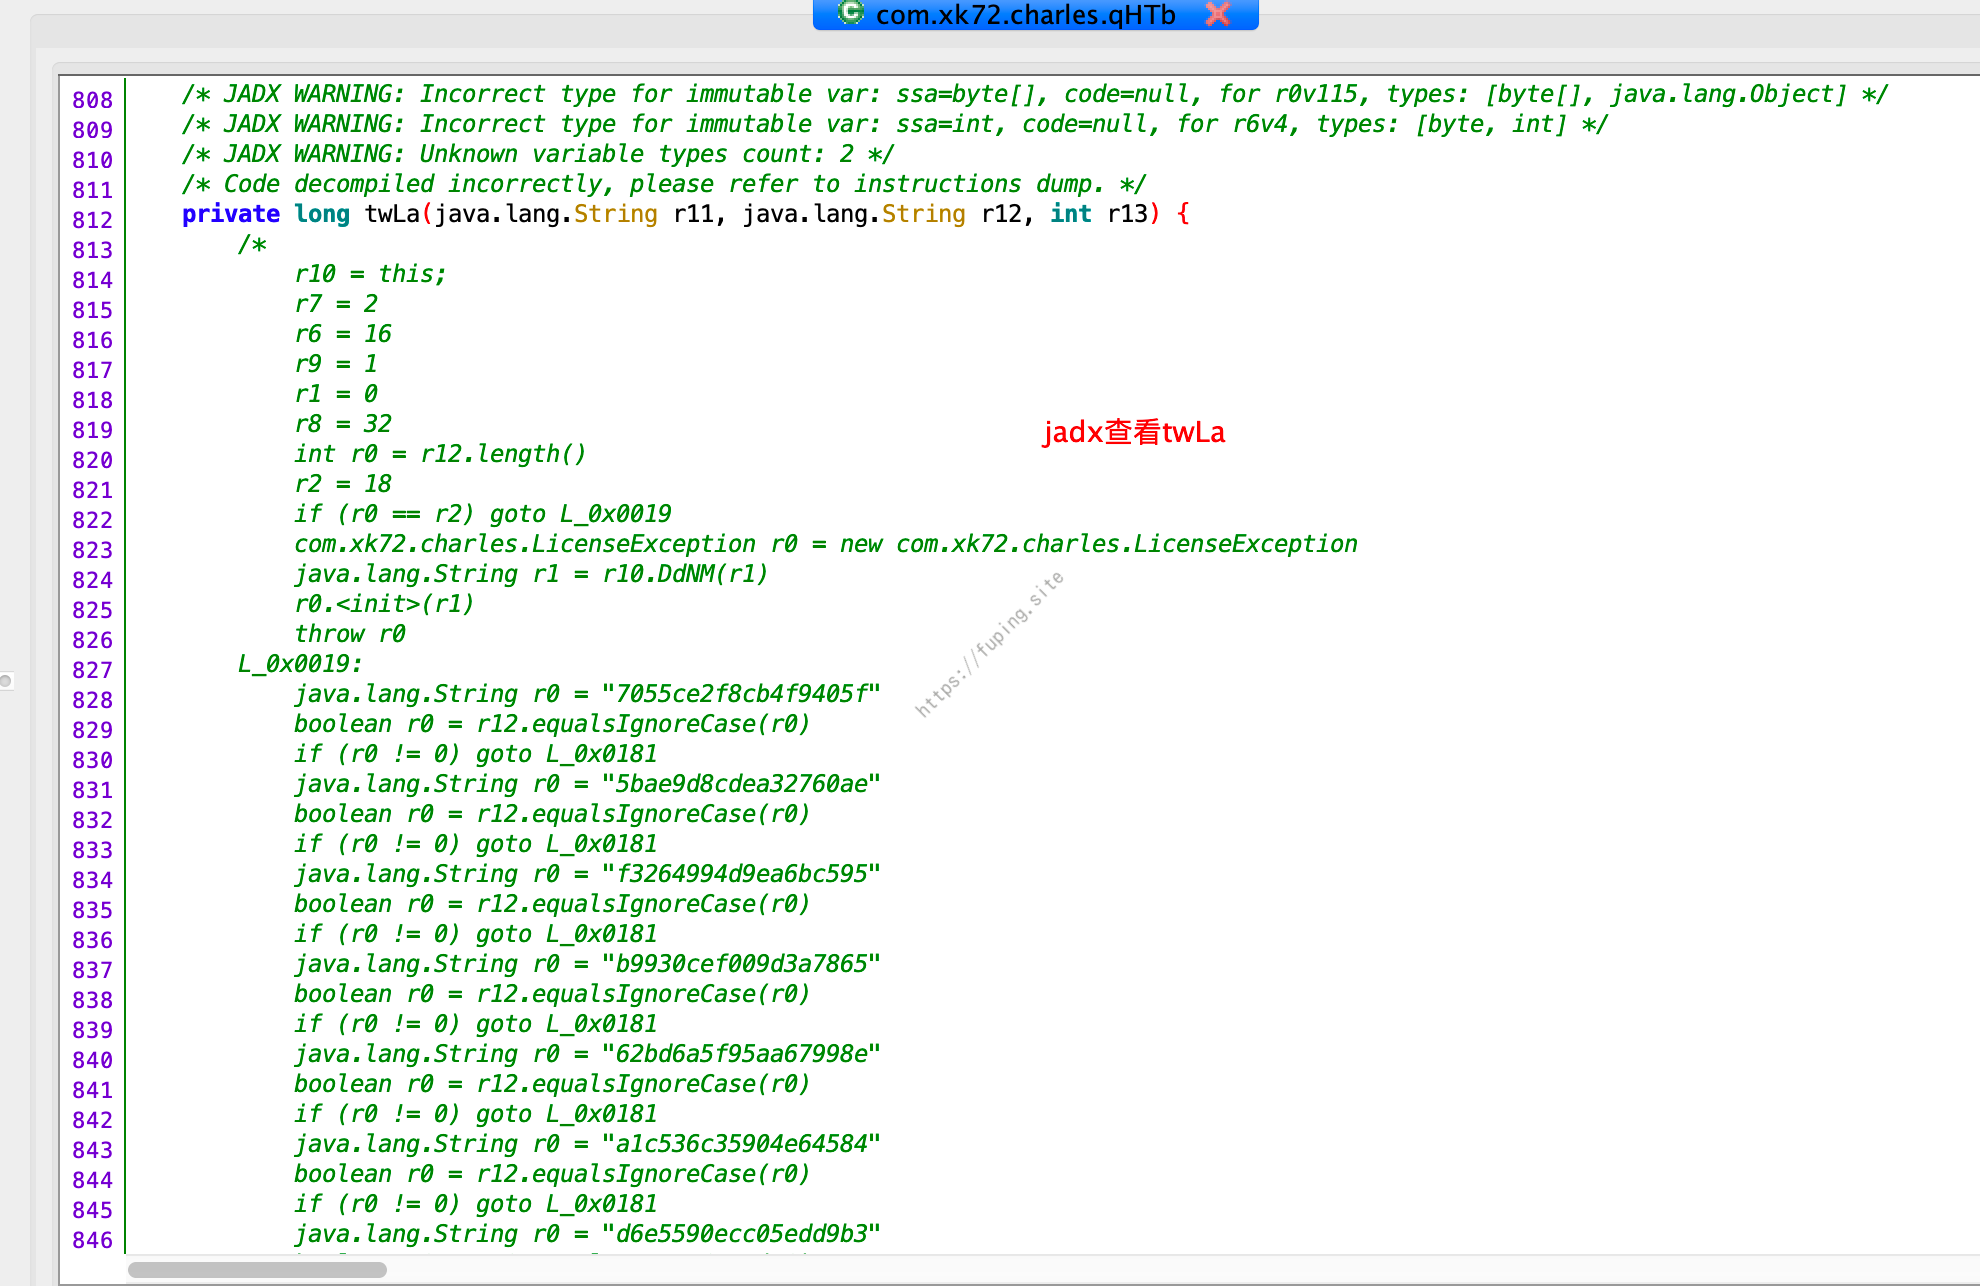 com.xk72.charles.qHTb
808 /* JADX WARNING: Incorrect type for immutable var: ssa=byte[], code=null, for r0v115, types: [byte[], java.lang.Object] */
809 /* JADX WARNING: Incorrect type for immutable var: ssa=int, code=null, for r6v4, types: [byte, int] */
810 /* JADX WARNING: Unknown variable types count: 2 */
811 /* Code decompiled incorrectly, please refer to instructions dump. */
812 private long twLa(java.lang.String r11, java.lang.String r12, int r13) {
813 /*
814 r10 = this;
815 r7 = 2
816 r6 = 16
817 r9 = 1
818 r1 = 0
819 r8 = 32
jadx查看twLa
820 int r0 = r12.length()
821 r2 = 18
822 if (r0 == r2) goto L_0x0019
823 com.xk72.charles.LicenseException r0 = new com.xk72.charles.LicenseException
824 java.lang.String r1 = r10.DdNM(r1)
825 r0.<init>(r1)
826 throw r0
https://fuping.site
827 L_0x0019:
828 java.lang.String r0 = "7055ce2f8cb4f9405f"
829 boolean r0 = r12.equalsIgnoreCase(r0)
830 if (r0 != 0) goto L_0x0181
831 java.lang.String r0 = "5bae9d8cdea32760ae"
832 boolean r0 = r12.equalsIgnoreCase(r0)
833 if (r0 != 0) goto L_0x0181
834 java.lang.String r0 = "f3264994d9ea6bc595"
835 boolean r0 = r12.equalsIgnoreCase(r0)
836 if (r0 != 0) goto L_0x0181
837 java.lang.String r0 = "b9930cef009d3a7865"
838 boolean r0 = r12.equalsIgnoreCase(r0)
839 if (r0 != 0) goto L_0x0181
840 java.lang.String r0 = "62bd6a5f95aa67998e"
841 boolean r0 = r12.equalsIgnoreCase(r0)
842 if (r0 != 0) goto L_0x0181
843 java.lang.String r0 = "a1c536c35904e64584"
844 boolean r0 = r12.equalsIgnoreCase(r0)
845 if (r0 != 0) goto L_0x0181
846 java.lang.String r0 = "d6e5590ecc05edd9b3"